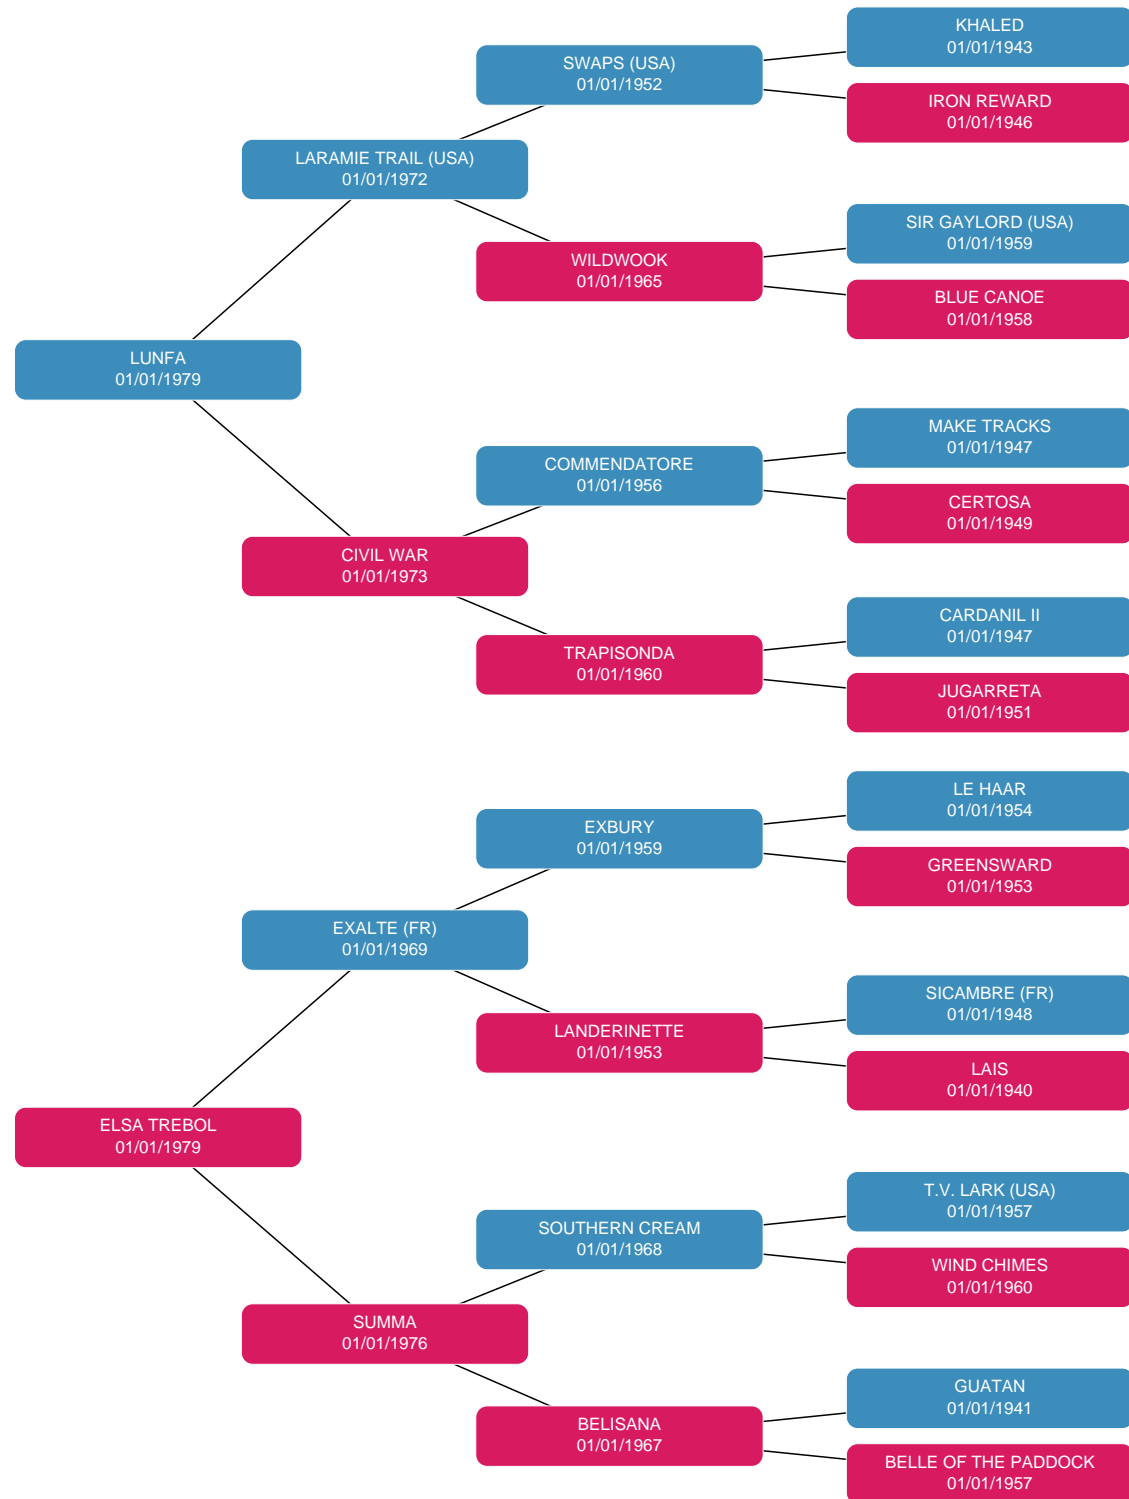 KHALED
01/01/1943
SWAPS (USA)
01/01/1952
IRON REWARD
01/01/1946
LARAMIE TRAIL (USA)
01/01/1972
SIR GAYLORD (USA)
01/01/1959
WILDWOOK
01/01/1965
BLUE CANOE
01/01/1958
LUNFA
01/01/1979
MAKE TRACKS
01/01/1947
COMMENDATORE
01/01/1956
CERTOSA
01/01/1949
CIVIL WAR
01/01/1973
CARDANIL II
01/01/1947
TRAPISONDA
01/01/1960
JUGARRETA
01/01/1951
LE HAAR
01/01/1954
EXBURY
01/01/1959
GREENSWARD
01/01/1953
EXALTE (FR)
01/01/1969
SICAMBRE (FR)
01/01/1948
LANDERINETTE
01/01/1953
LAIS
01/01/1940
ELSA TREBOL
01/01/1979
T.V. LARK (USA)
01/01/1957
SOUTHERN CREAM
01/01/1968
WIND CHIMES
01/01/1960
SUMMA
01/01/1976
GUATAN
01/01/1941
BELISANA
01/01/1967
BELLE OF THE PADDOCK
01/01/1957